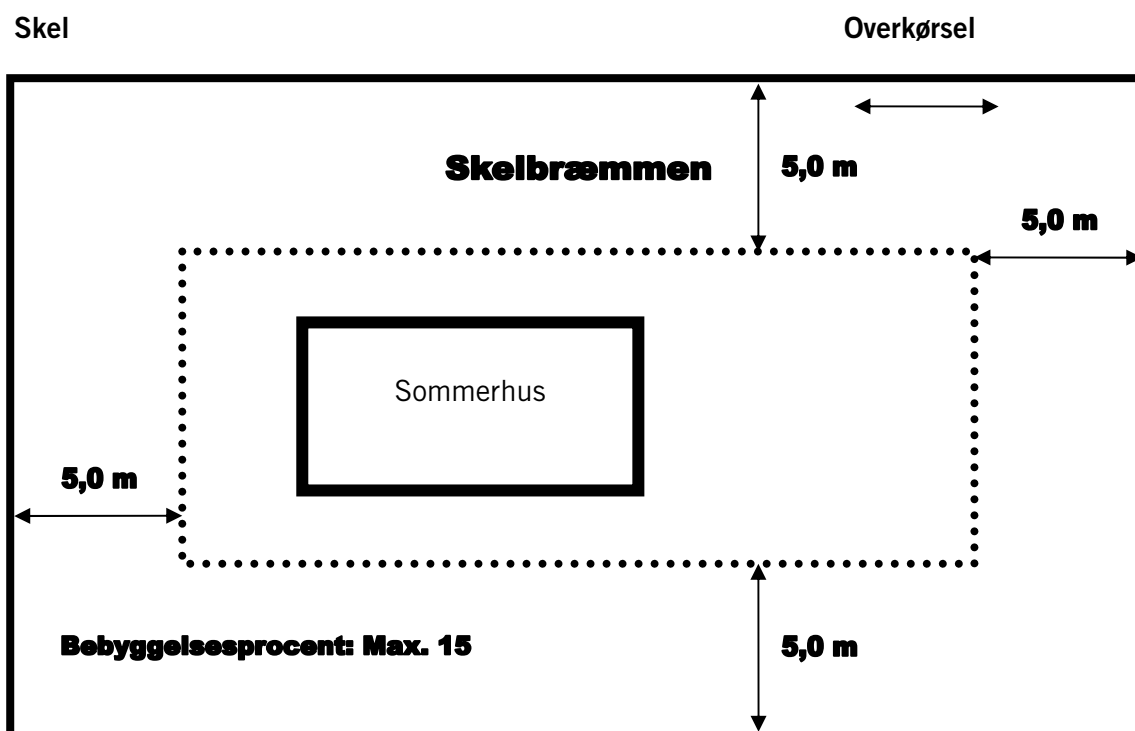 Skel
Overkørsel
Skelbræmmen
5,0 m
5,0 m
Sommerhus
5,0 m
Bebyggelsesprocent: Max. 15
5,0 m